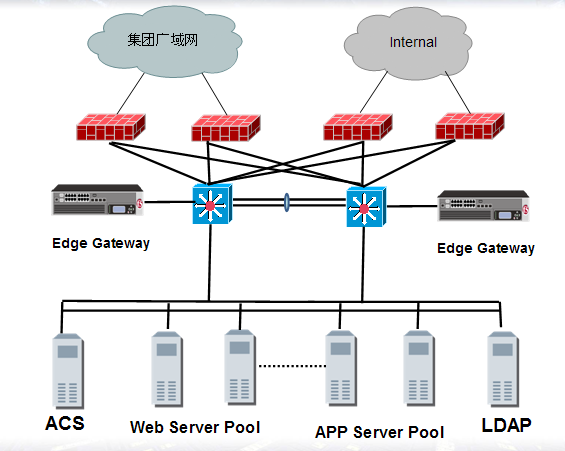 集团广域网
Internal
Edge Gateway
Edge Gateway
ACS
Web Server Pool
APP Server Pool
LDAP